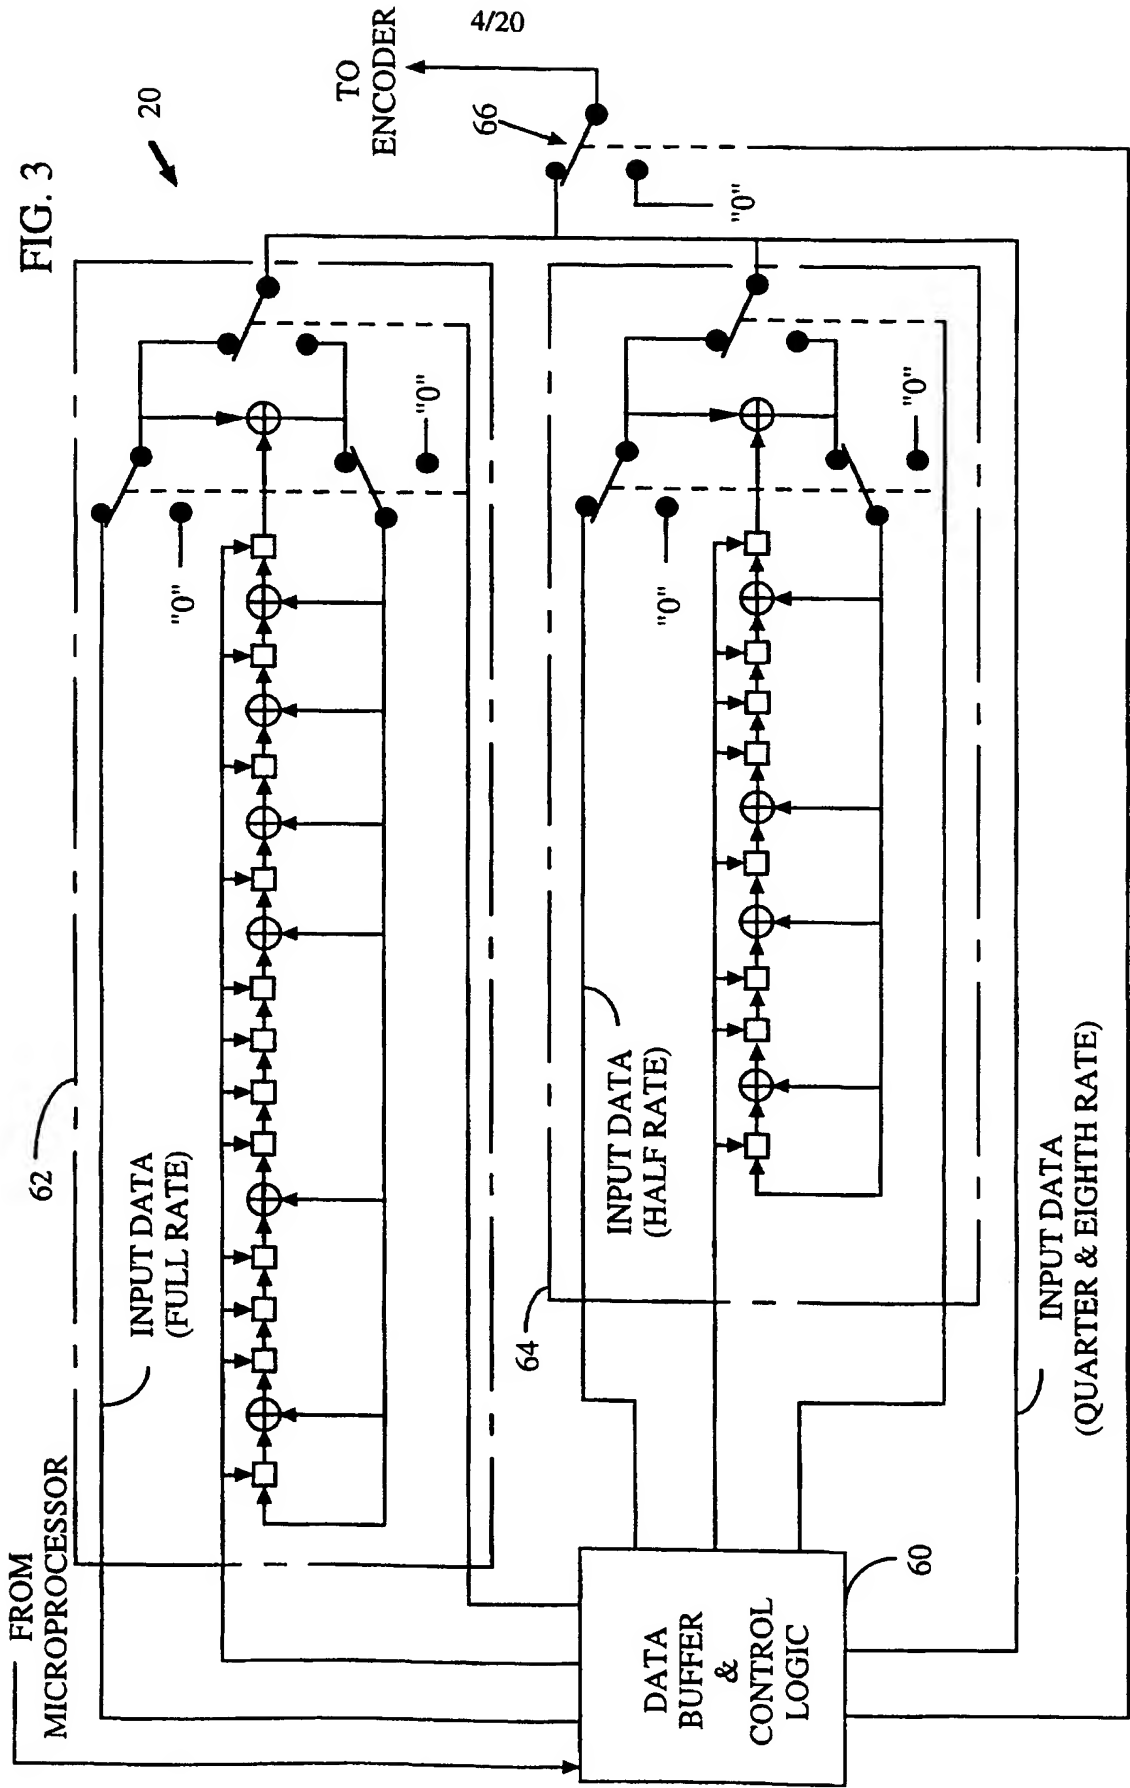 4/20
FIG. 3
20
TO
ENCODER
66
"0"
62
INPUT DATA
(FULL RATE)
"0"
"0"
64
INPUT DATA
(HALF RATE)
"0"
"0"
INPUT DATA
(QUARTER & EIGHTH RATE)
FROM
MICROPROCESSOR
DATA
BUFFER
&
CONTROL
LOGIC
60